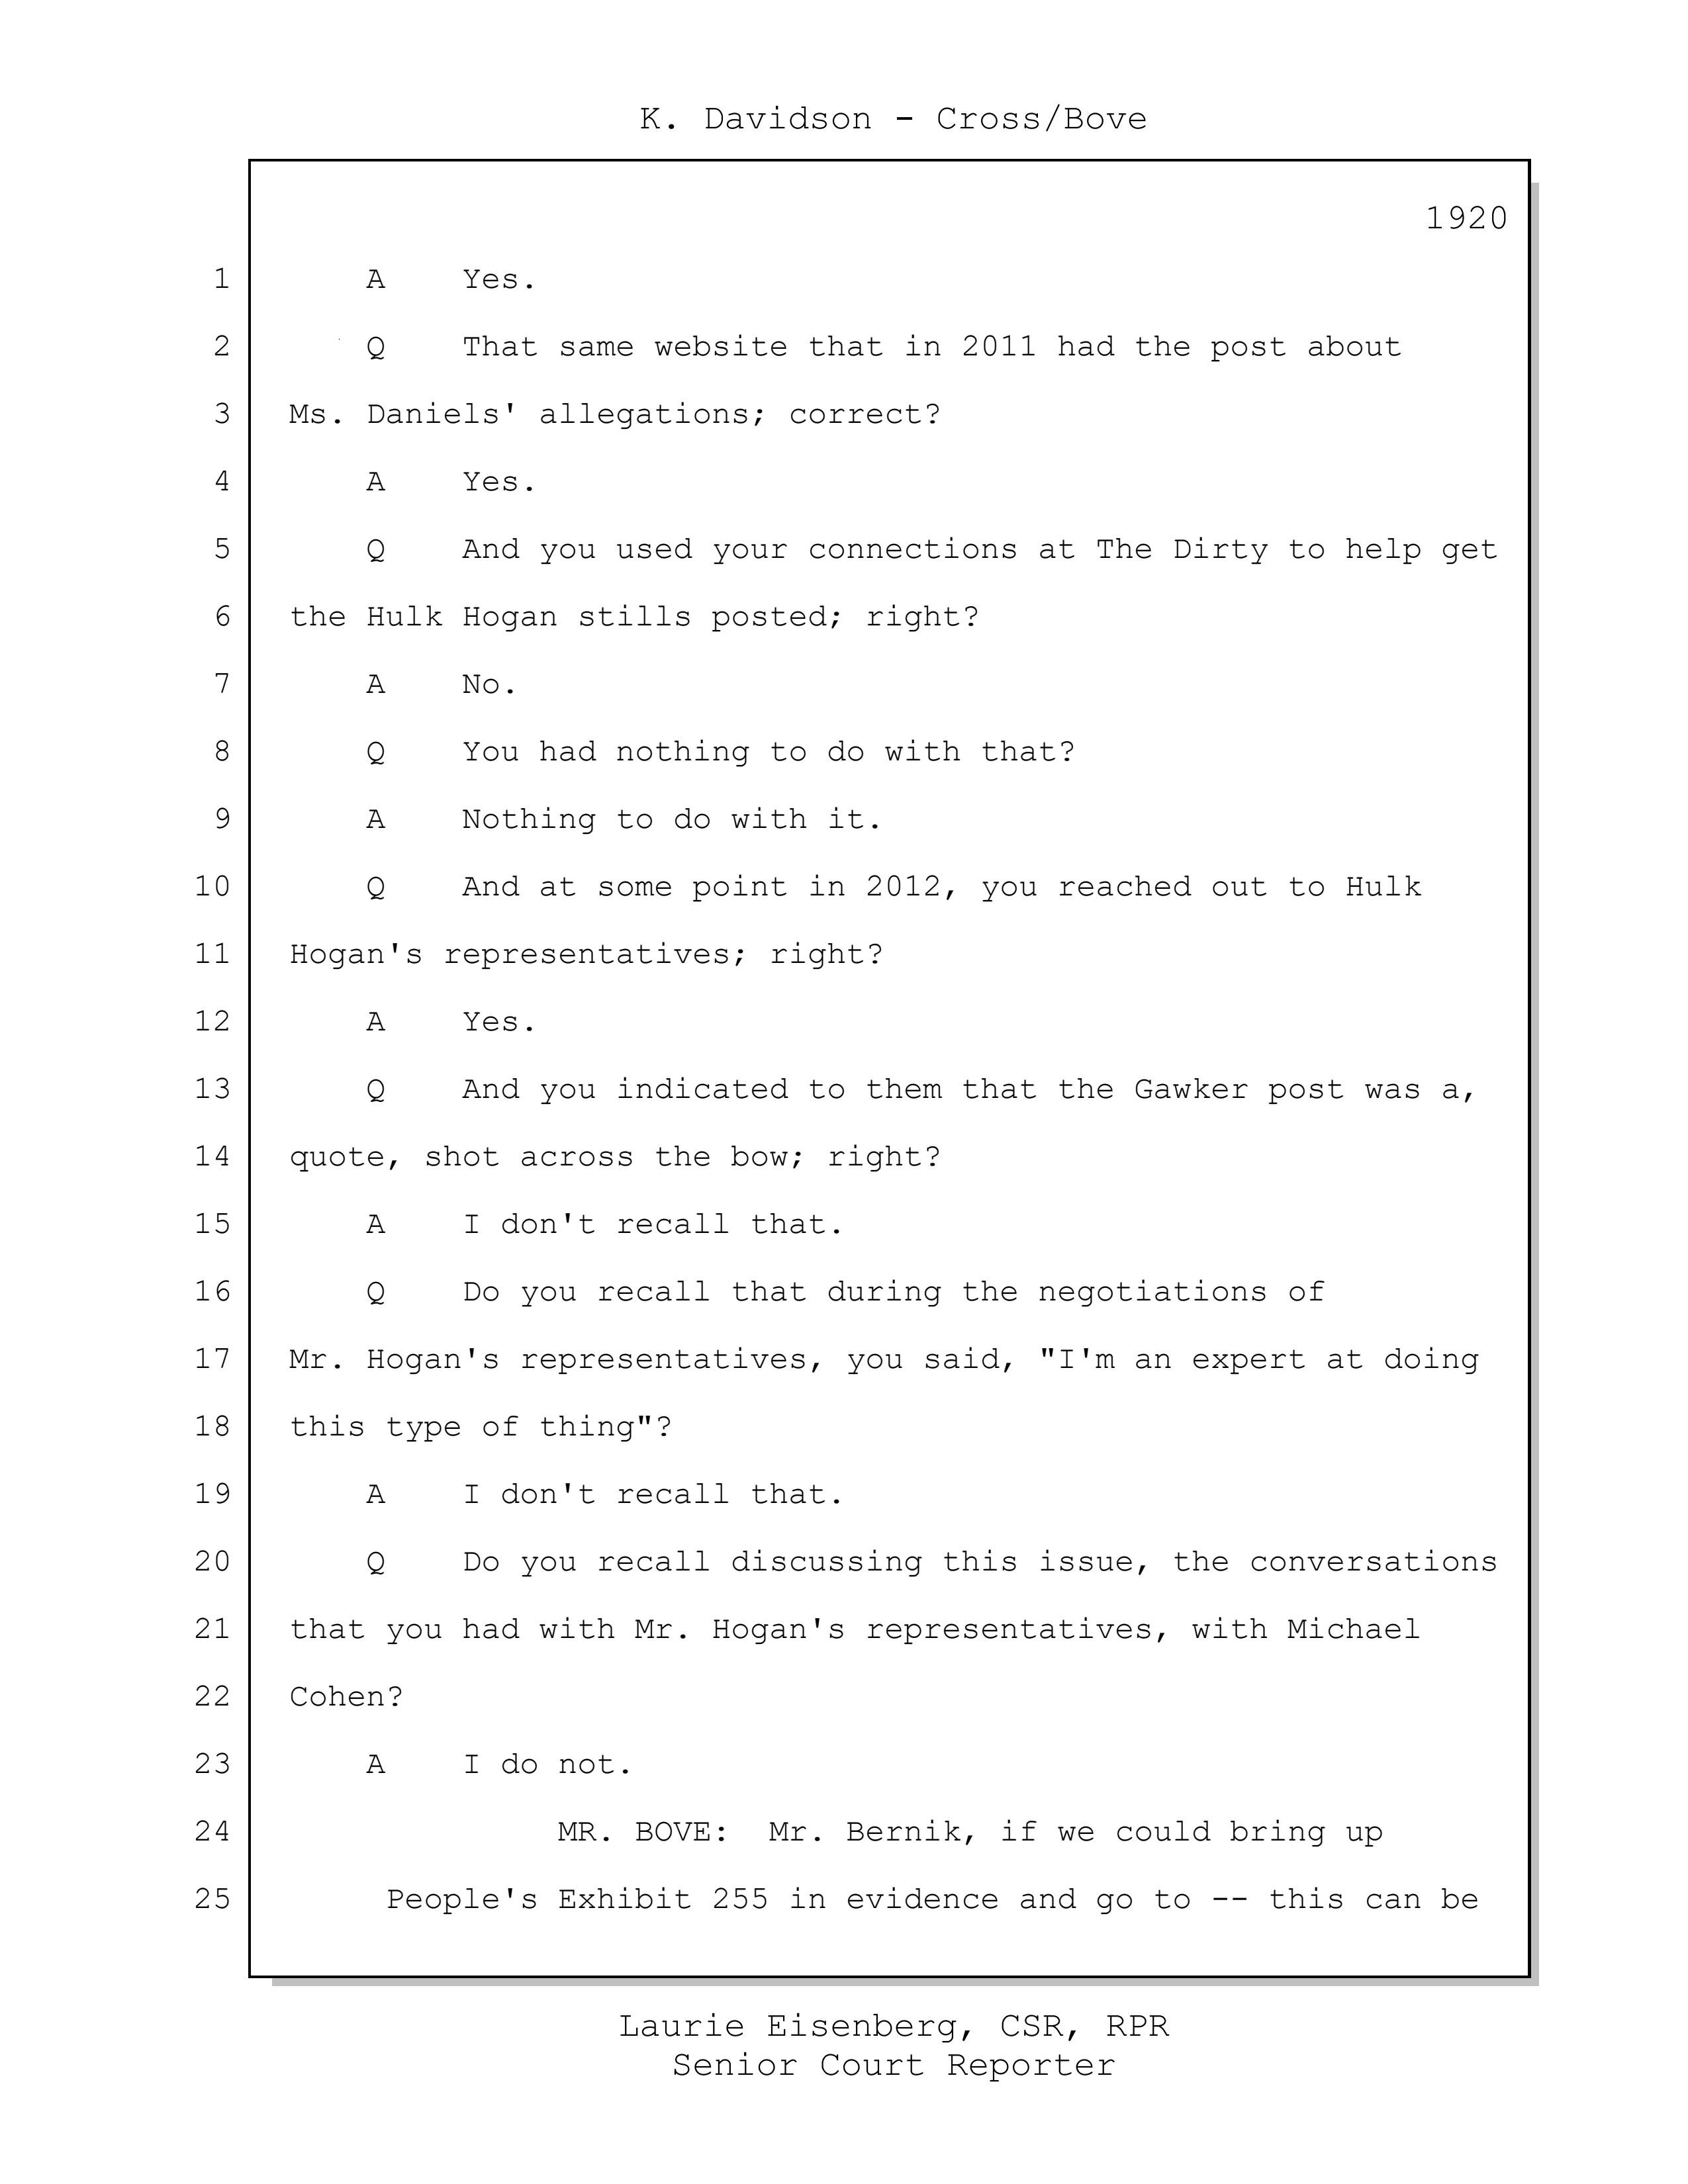 K. Davidson - Cross/Bove
1920
1 A Yes.
2 Q That same website that in 2011 had the post about
3 Ms. Daniels' allegations; correct?
4 A Yes.
5 Q And you used your connections at The Dirty to help get
6 the Hulk Hogan stills posted; right?
7 A No.
8 Q You had nothing to do with that?
9 A Nothing to do with it.
10 Q And at some point in 2012, you reached out to Hulk
11 Hogan's representatives; right?
12 A Yes.
13 Q And you indicated to them that the Gawker post was a,
14 quote, shot across the bow; right?
15 A I don't recall that.
16 Q Do you recall that during the negotiations of
17 Mr. Hogan's representatives, you said, "I'm an expert at doing
18 this type of thing"?
19 A I don't recall that.
20 Q Do you recall discussing this issue, the conversations
21 that you had with Mr. Hogan's representatives, with Michael
22 Cohen?
23 A I do not.
24 MR. BOVE: Mr. Bernik, if we could bring up
25 People's Exhibit 255 in evidence and go to -- this can be
Laurie Eisenberg, CSR, RPR
Senior Court Reporter